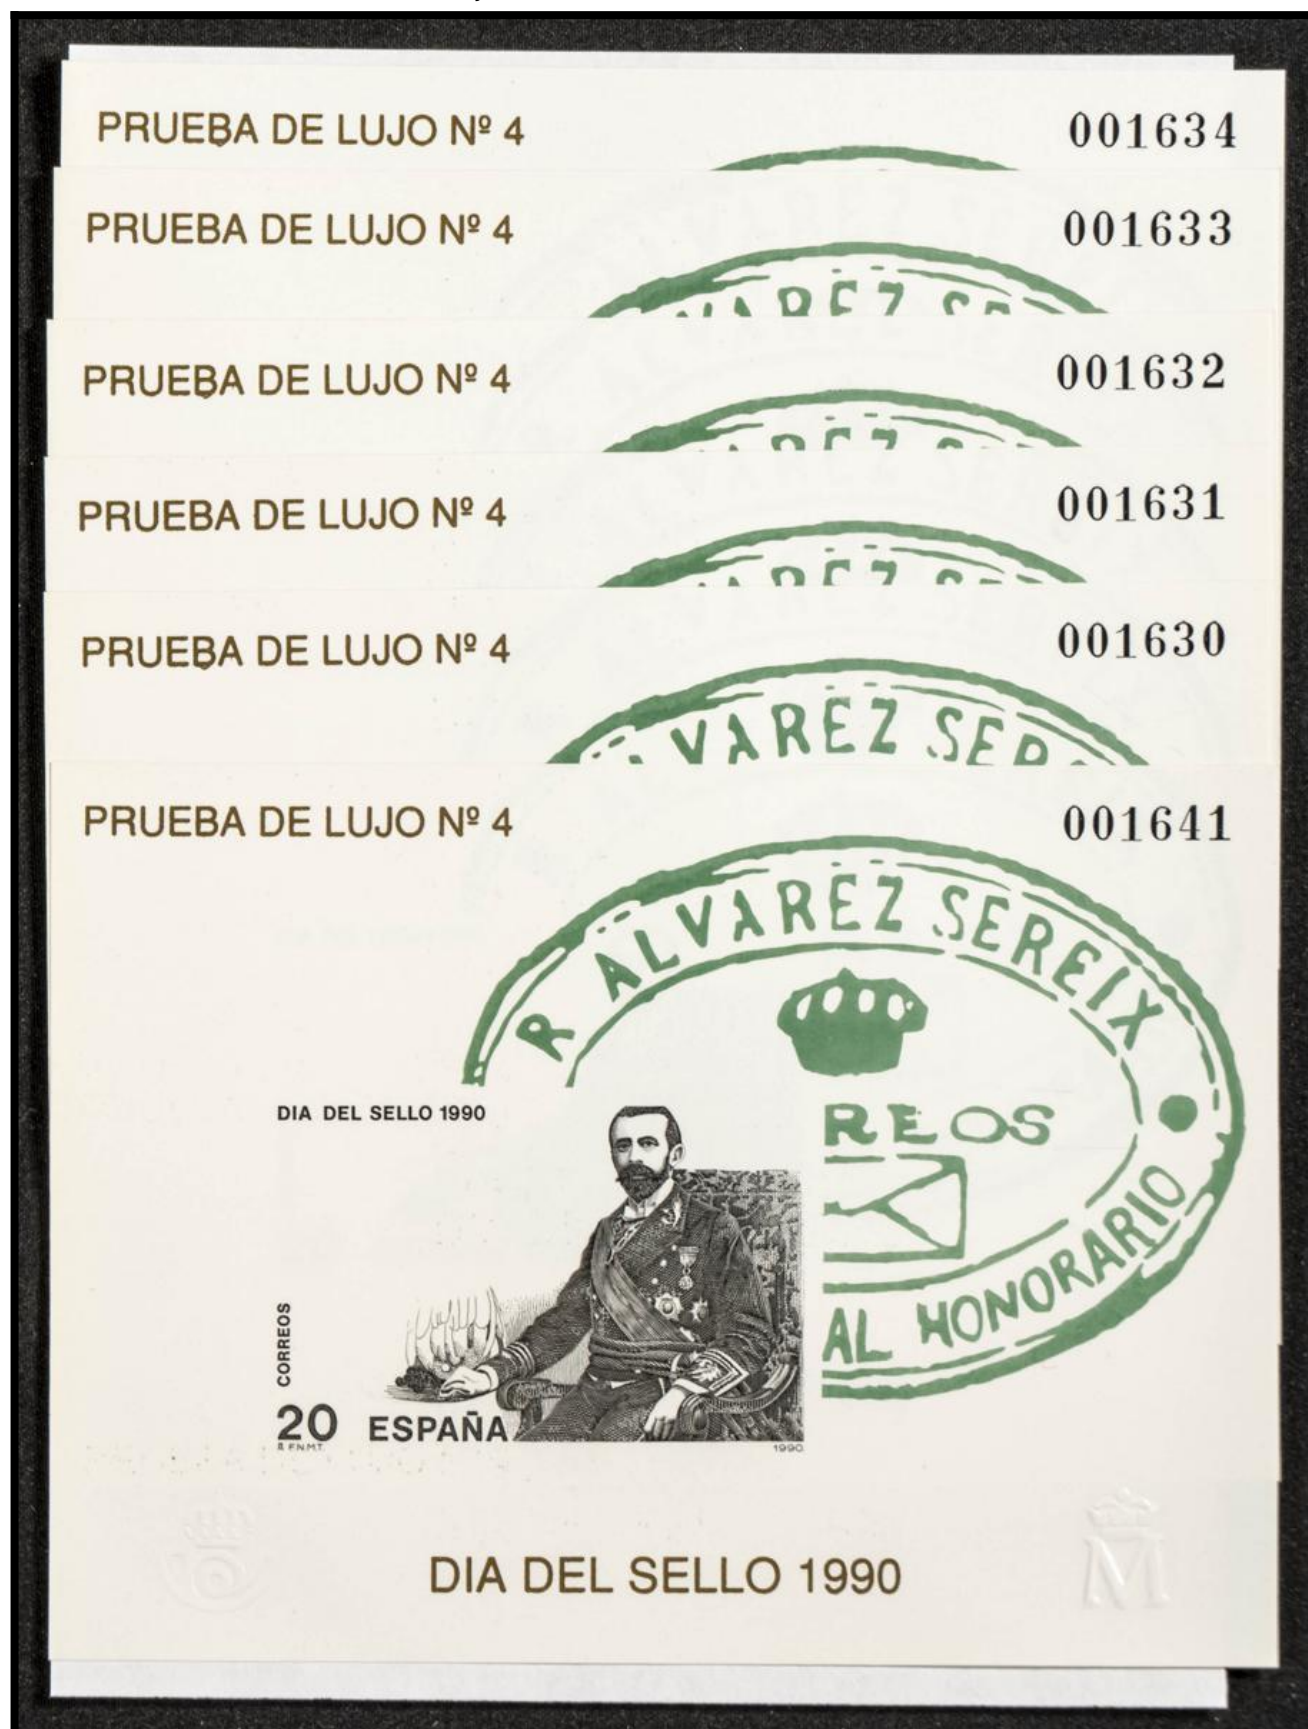 PRUEBA DE LUJO Nº 4 001634
PRUEBA DE LUJO Nº 4 001633
VAREZ SE
PRUEBA DE LUJO Nº 4 001632
PRUEBA DE LUJO Nº 4 001631
PRUEBA DE LUJO Nº 4 001630
VAREZ SER
PRUEBA DE LUJO Nº 4 001641
R ALVAREZ SEREIX
REOS
AL HONORARIO
DIA DEL SELLO 1990
CORREOS
20 ESPAÑA
F.N.M.T. 1990
M
DIA DEL SELLO 1990